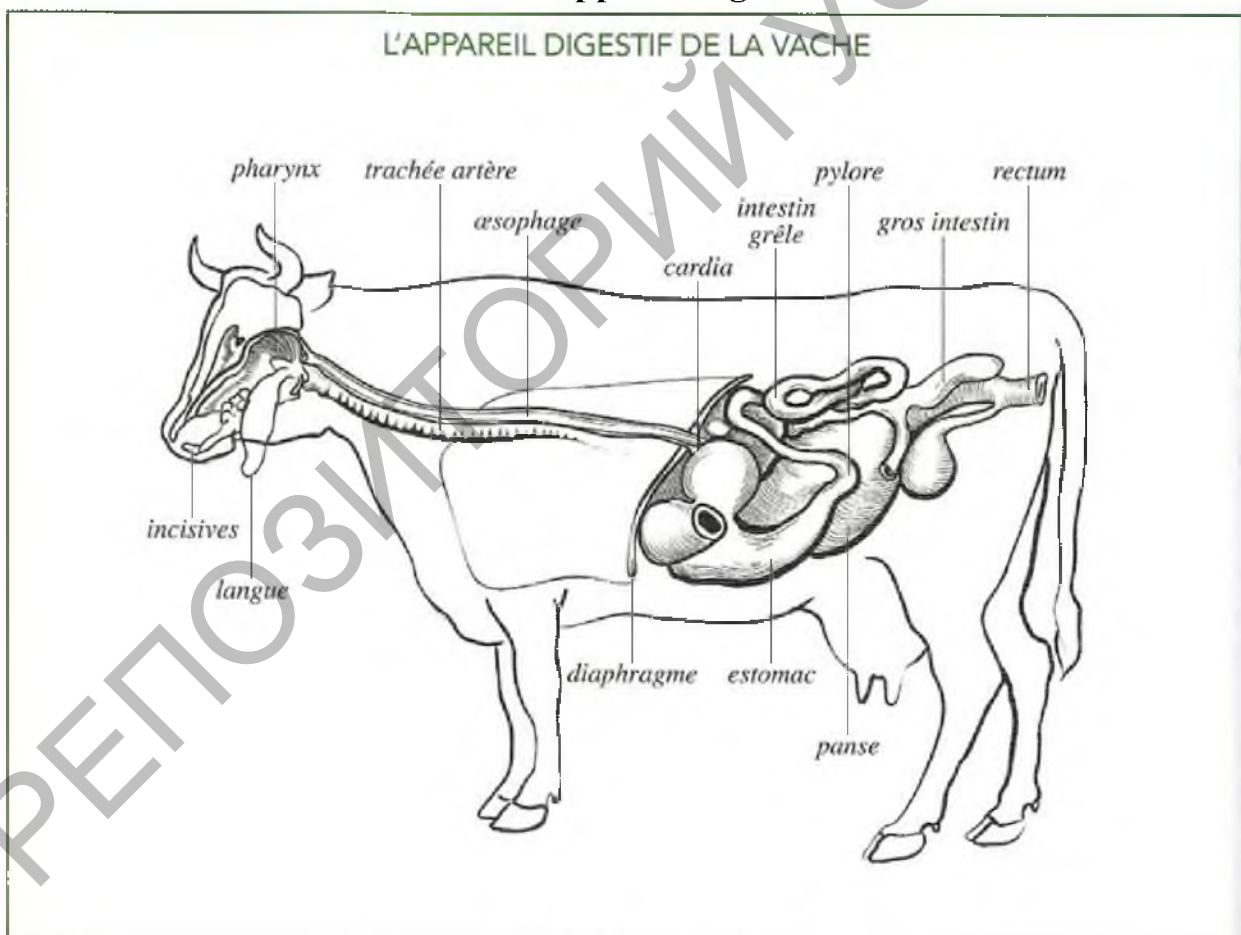 L'APPAREIL DIGESTIF DE LA VACHE
pharynx
trachée artère
pylore
rectum
œsophage
intestin
grêle
gros intestin
cardia
incisives
langue
diaphragme
estomac
panse
РЕПОЗИТОРИЙ